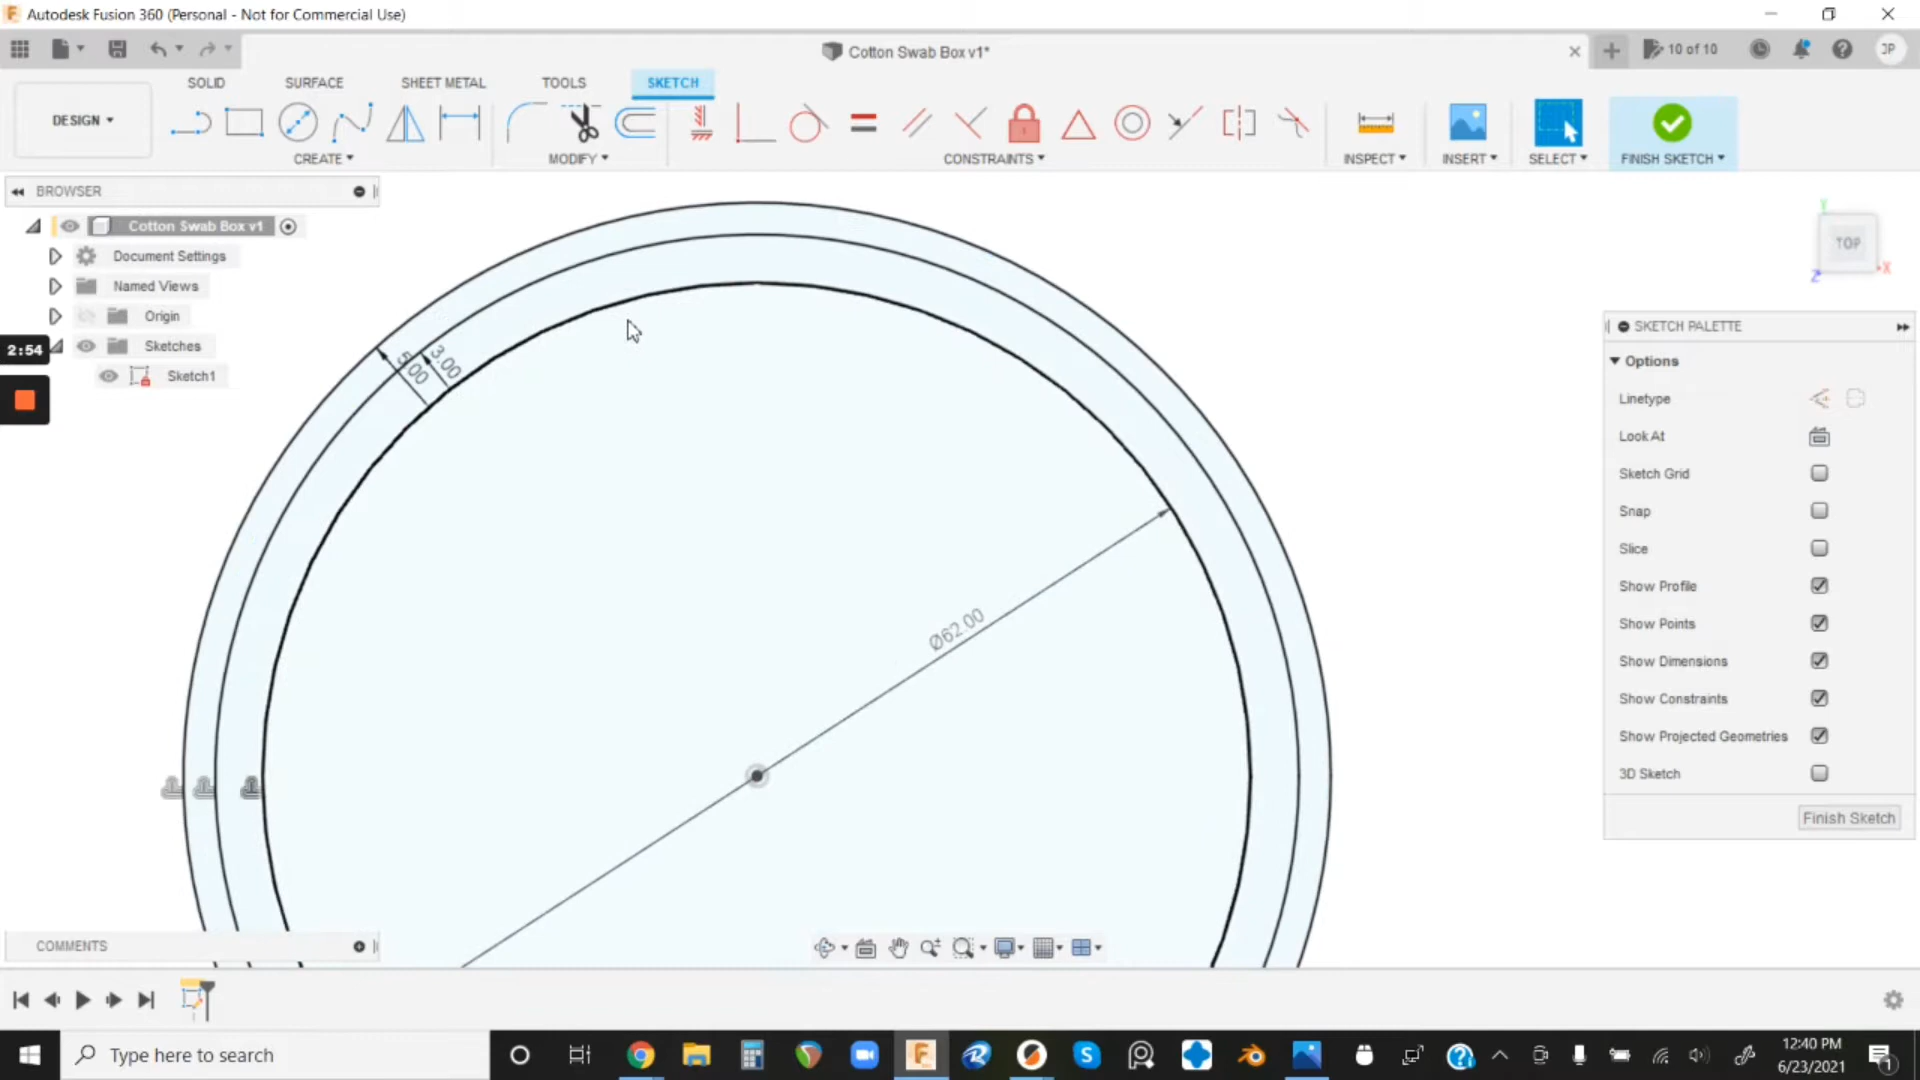 Autodesk Fusion 360 (Personal - Not for Commercial Use)
Cotton Swab Box v1*
10 of 10
JP
SOLID
SURFACE
SHEET METAL
TOOLS
SKETCH
DESIGN
CREATE
MODIFY
CONSTRAINTS
INSPECT
INSERT
SELECT
FINISH SKETCH
BROWSER
Cotton Swab Box v1
Document Settings
Named Views
Origin
2:54
Sketches
Sketch1
Y
TOP
Z
X
5.00
3.00
Ø62.00
SKETCH PALETTE
Options
Linetype
Look At
Sketch Grid
Snap
Slice
Show Profile
Show Points
Show Dimensions
Show Constraints
Show Projected Geometries
3D Sketch
Finish Sketch
COMMENTS
Type here to search
12:40 PM
6/23/2021
1